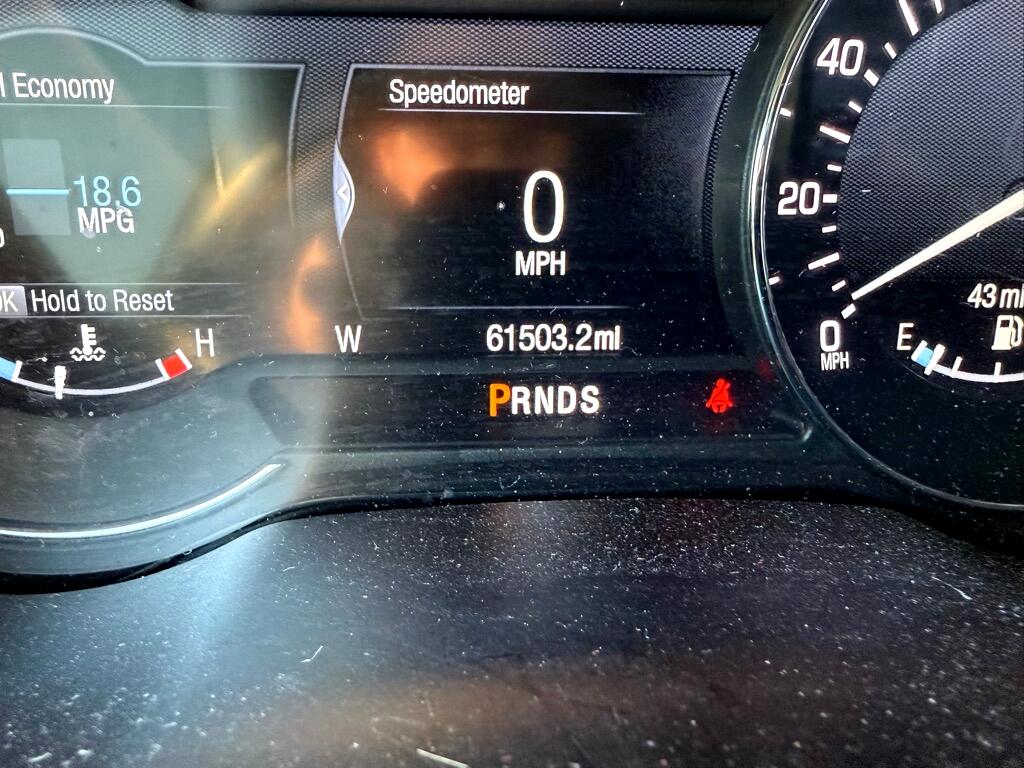 l Economy
Speedometer
40
18.6
MPG
20
0
MPH
K Hold to Reset
43 mi
H
W
61503.2mi
0
MPH
E
PRNDS